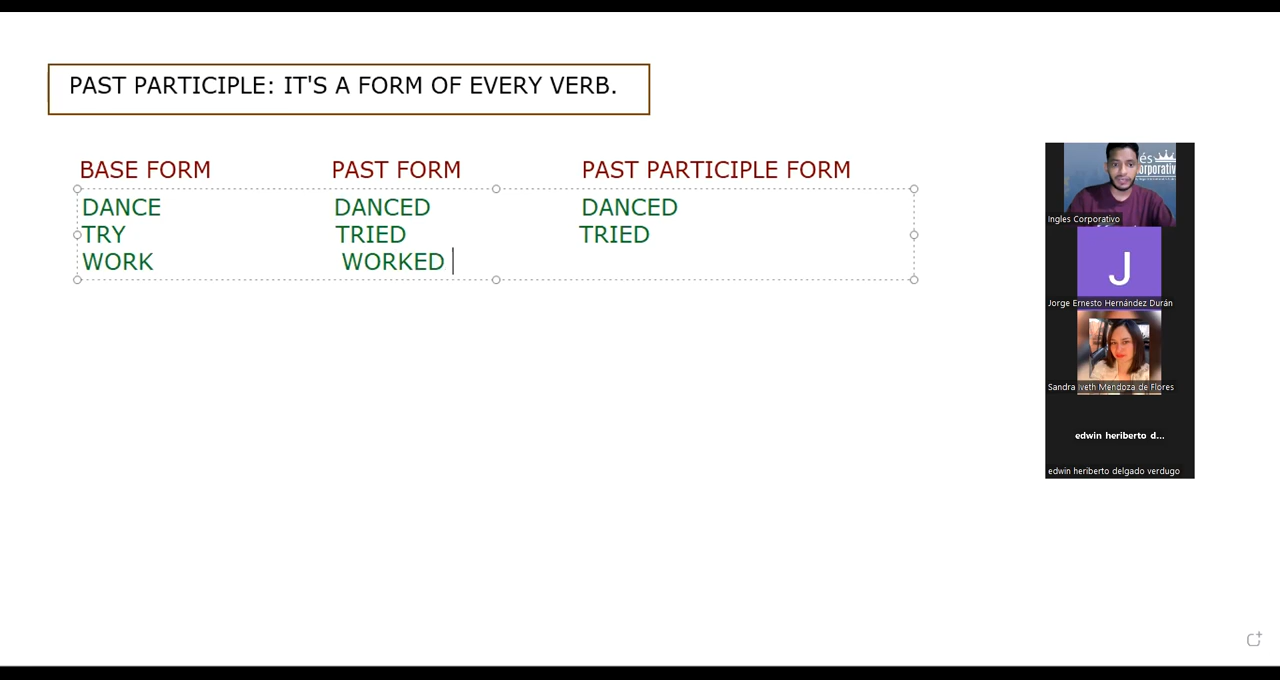 PAST PARTICIPLE: IT'S A FORM OF EVERY VERB.
BASE FORM PAST FORM PAST PARTICIPLE FORM
DANCE DANCED DANCED
TRY TRIED TRIED
WORK WORKED
és
orporativ
Ingles Corporativo
J
Jorge Ernesto Hernández Durán
Sandra Iveth Mendoza de Flores
edwin heriberto d...
edwin heriberto delgado verdugo